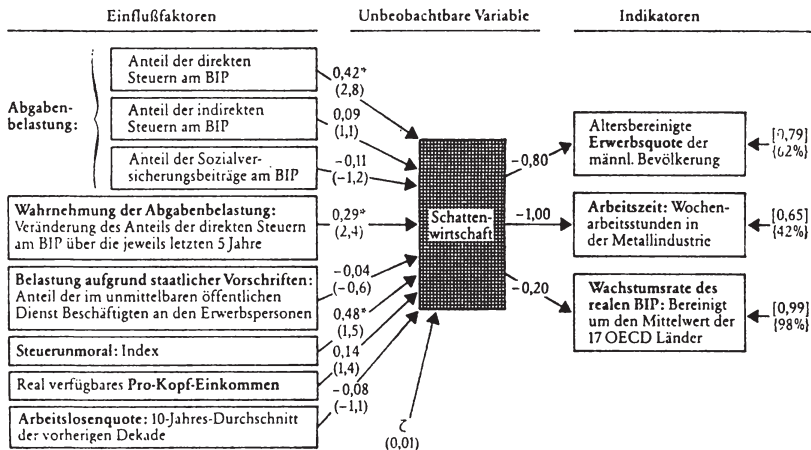 Einflußfaktoren
Unbeobachtbare Variable
Indikatoren
Abgaben-
belastung:
Anteil der direkten
Steuern am BIP
0,42*
(2,8)
Anteil der indirekten
Steuern am BIP
0,09
(1,1)
Anteil der Sozialver-
sicherungsbeiträge am BIP
-0,11
(-1,2)
Wahrnehmung der Abgabenbelastung:
Veränderung des Anteils der direkten Steuern
am BIP über die jeweils letzten 5 Jahre
0,29*
(2,4)
Belastung aufgrund staatlicher Vorschriften:
Anteil der im unmittelbaren öffentlichen
Dienst Beschäftigten an den Erwerbspersonen
-0,04
(-0,6)
Steuerunmoral: Index
0,48*
(1,5)
Real verfügbares Pro-Kopf-Einkommen
0,14
(1,4)
Arbeitslosenquote: 10-Jahres-Durchschnitt
der vorherigen Dekade
-0,08
(-1,1)
Schatten-
wirtschaft
ζ
(0,01)
-0,80
Altersbereinigte
Erwerbsquote der
männl. Bevölkerung
[0,79]
{62%}
-1,00
Arbeitszeit: Wochen-
arbeitsstunden in
der Metallindustrie
[0,65]
{42%}
-0,20
Wachstumsrate des
realen BIP: Bereinigt
um den Mittelwert der
17 OECD Länder
[0,99]
{98%}